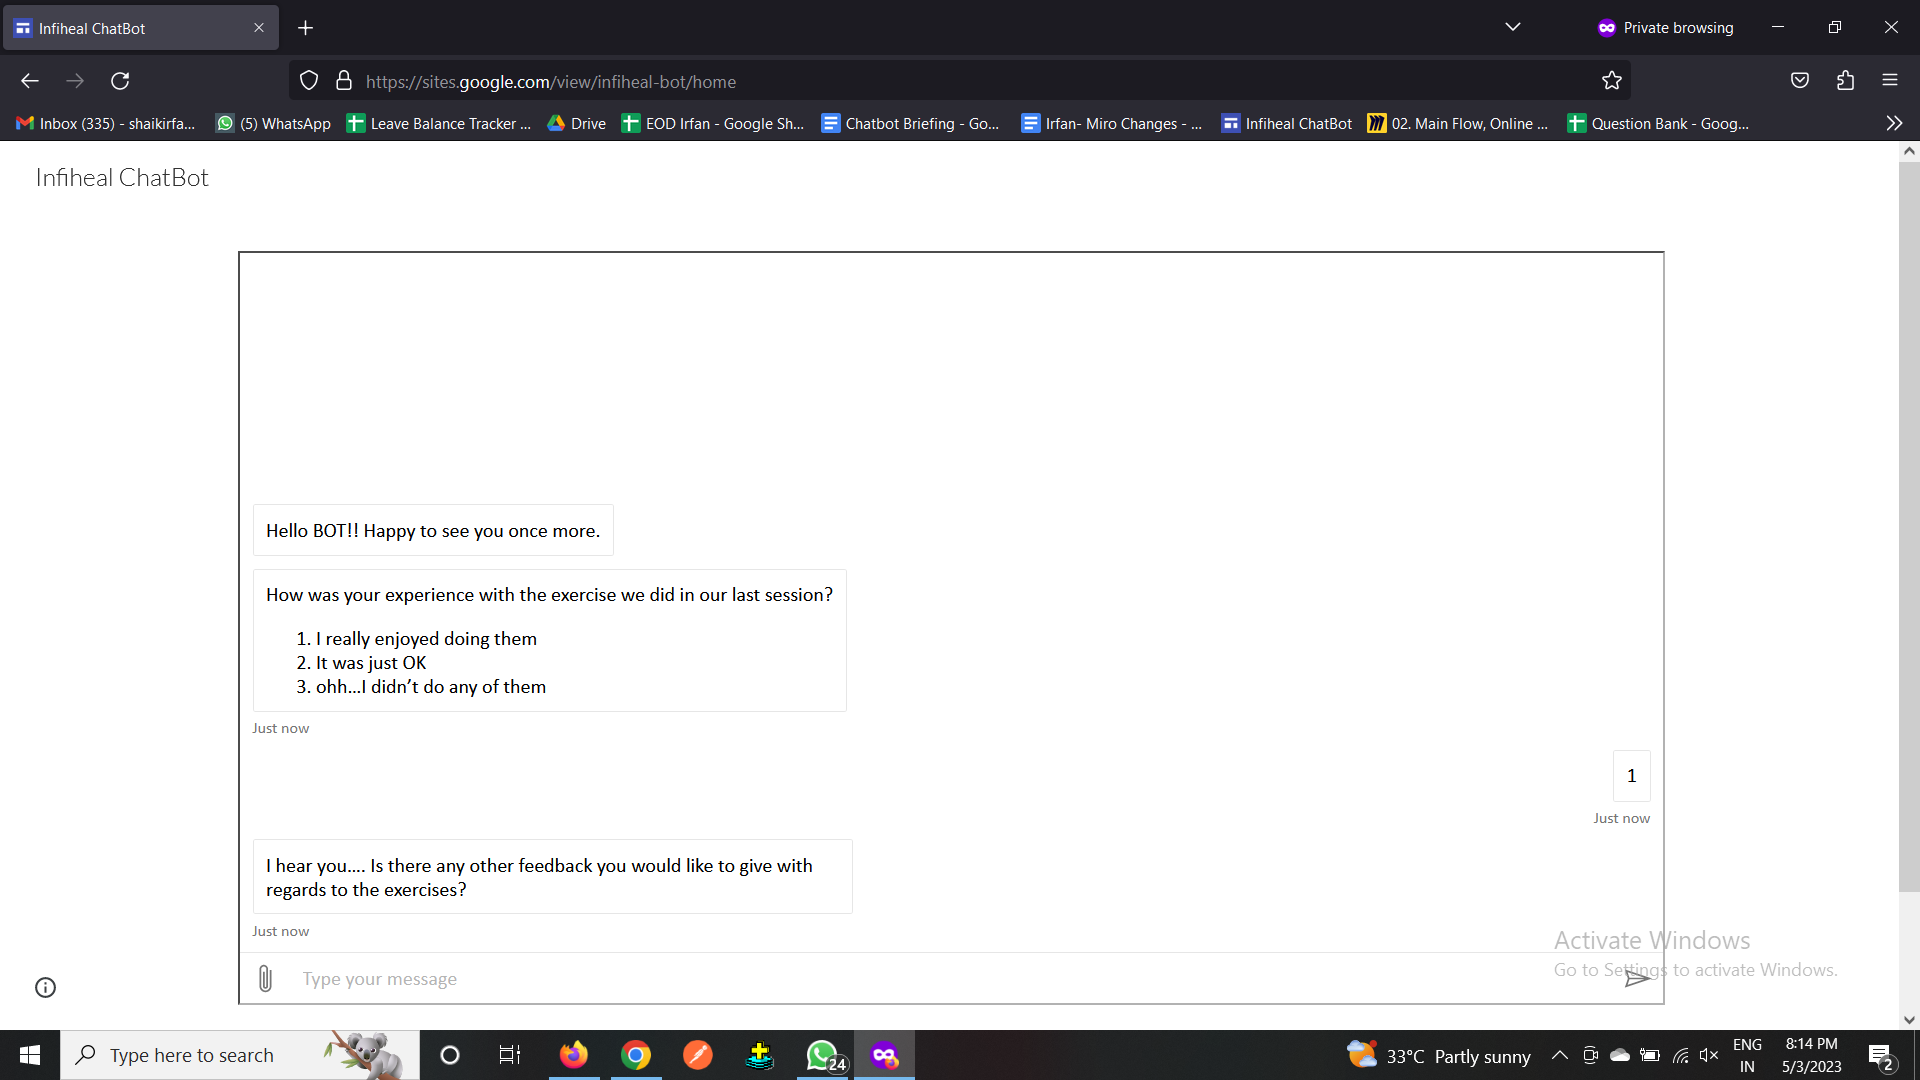 Infiheal ChatBot
Private browsing
https://sites.google.com/view/infiheal-bot/home
Inbox (335) - shaikirfa...
(5) WhatsApp
Leave Balance Tracker ...
Drive
EOD Irfan - Google Sh...
Chatbot Briefing - Go...
Irfan- Miro Changes - ...
Infiheal ChatBot
02. Main Flow, Online ...
Question Bank - Goog...
Infiheal ChatBot
Hello BOT!! Happy to see you once more.
How was your experience with the exercise we did in our last session?
1. I really enjoyed doing them
2. It was just OK
3. ohh...I didn’t do any of them
Just now
1
Just now
I hear you.... Is there any other feedback you would like to give with
regards to the exercises?
Just now
Type your message
Activate Windows
Go to Settings to activate Windows.
Type here to search
24
33°C Partly sunny
ENG
IN
8:14 PM
5/3/2023
2